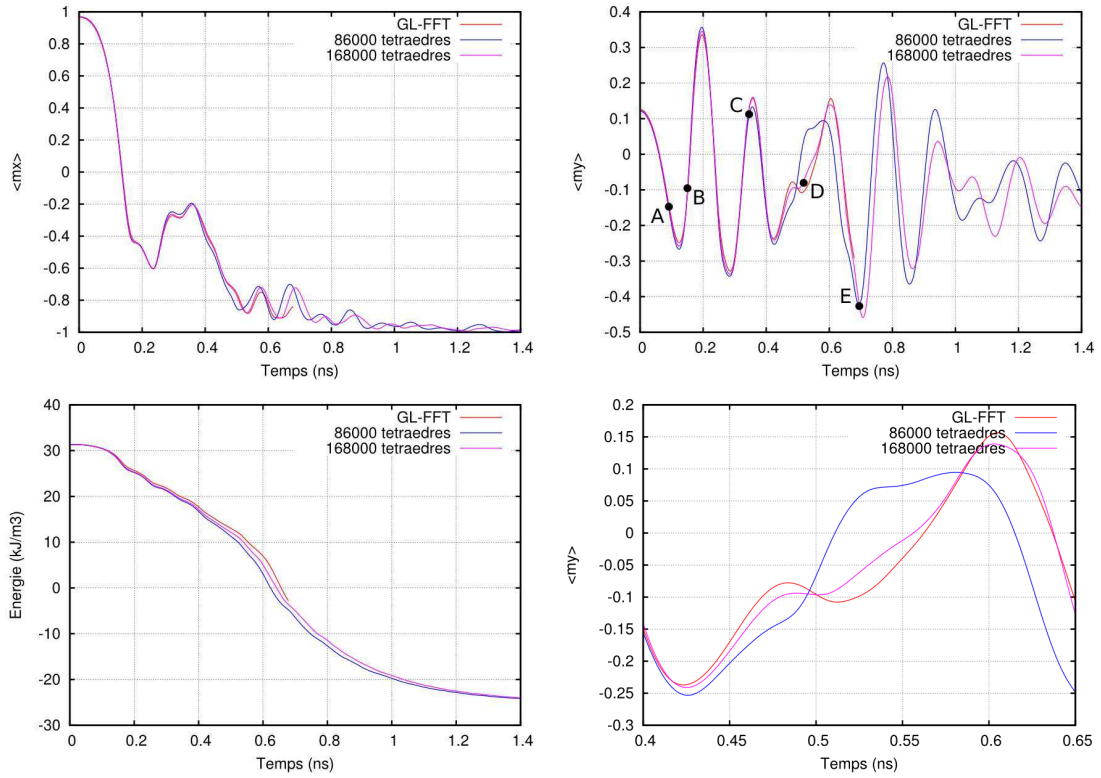 GL-FFT
86000 tetraedres
168000 tetraedres
1
0.8
0.6
0.4
0.2
0
-0.2
-0.4
-0.6
-0.8
-1
<mx>
0 0.2 0.4 0.6 0.8 1 1.2 1.4
Temps (ns)
GL-FFT
86000 tetraedres
168000 tetraedres
0.4
0.3
0.2
0.1
0
-0.1
-0.2
-0.3
-0.4
-0.5
<my>
A
B
C
D
E
0 0.2 0.4 0.6 0.8 1 1.2 1.4
Temps (ns)
GL-FFT
86000 tetraedres
168000 tetraedres
40
30
20
10
0
-10
-20
-30
Energie (kJ/m3)
0 0.2 0.4 0.6 0.8 1 1.2 1.4
Temps (ns)
GL-FFT
86000 tetraedres
168000 tetraedres
0.2
0.15
0.1
0.05
0
-0.05
-0.1
-0.15
-0.2
-0.25
-0.3
<my>
0.4 0.45 0.5 0.55 0.6 0.65
Temps (ns)